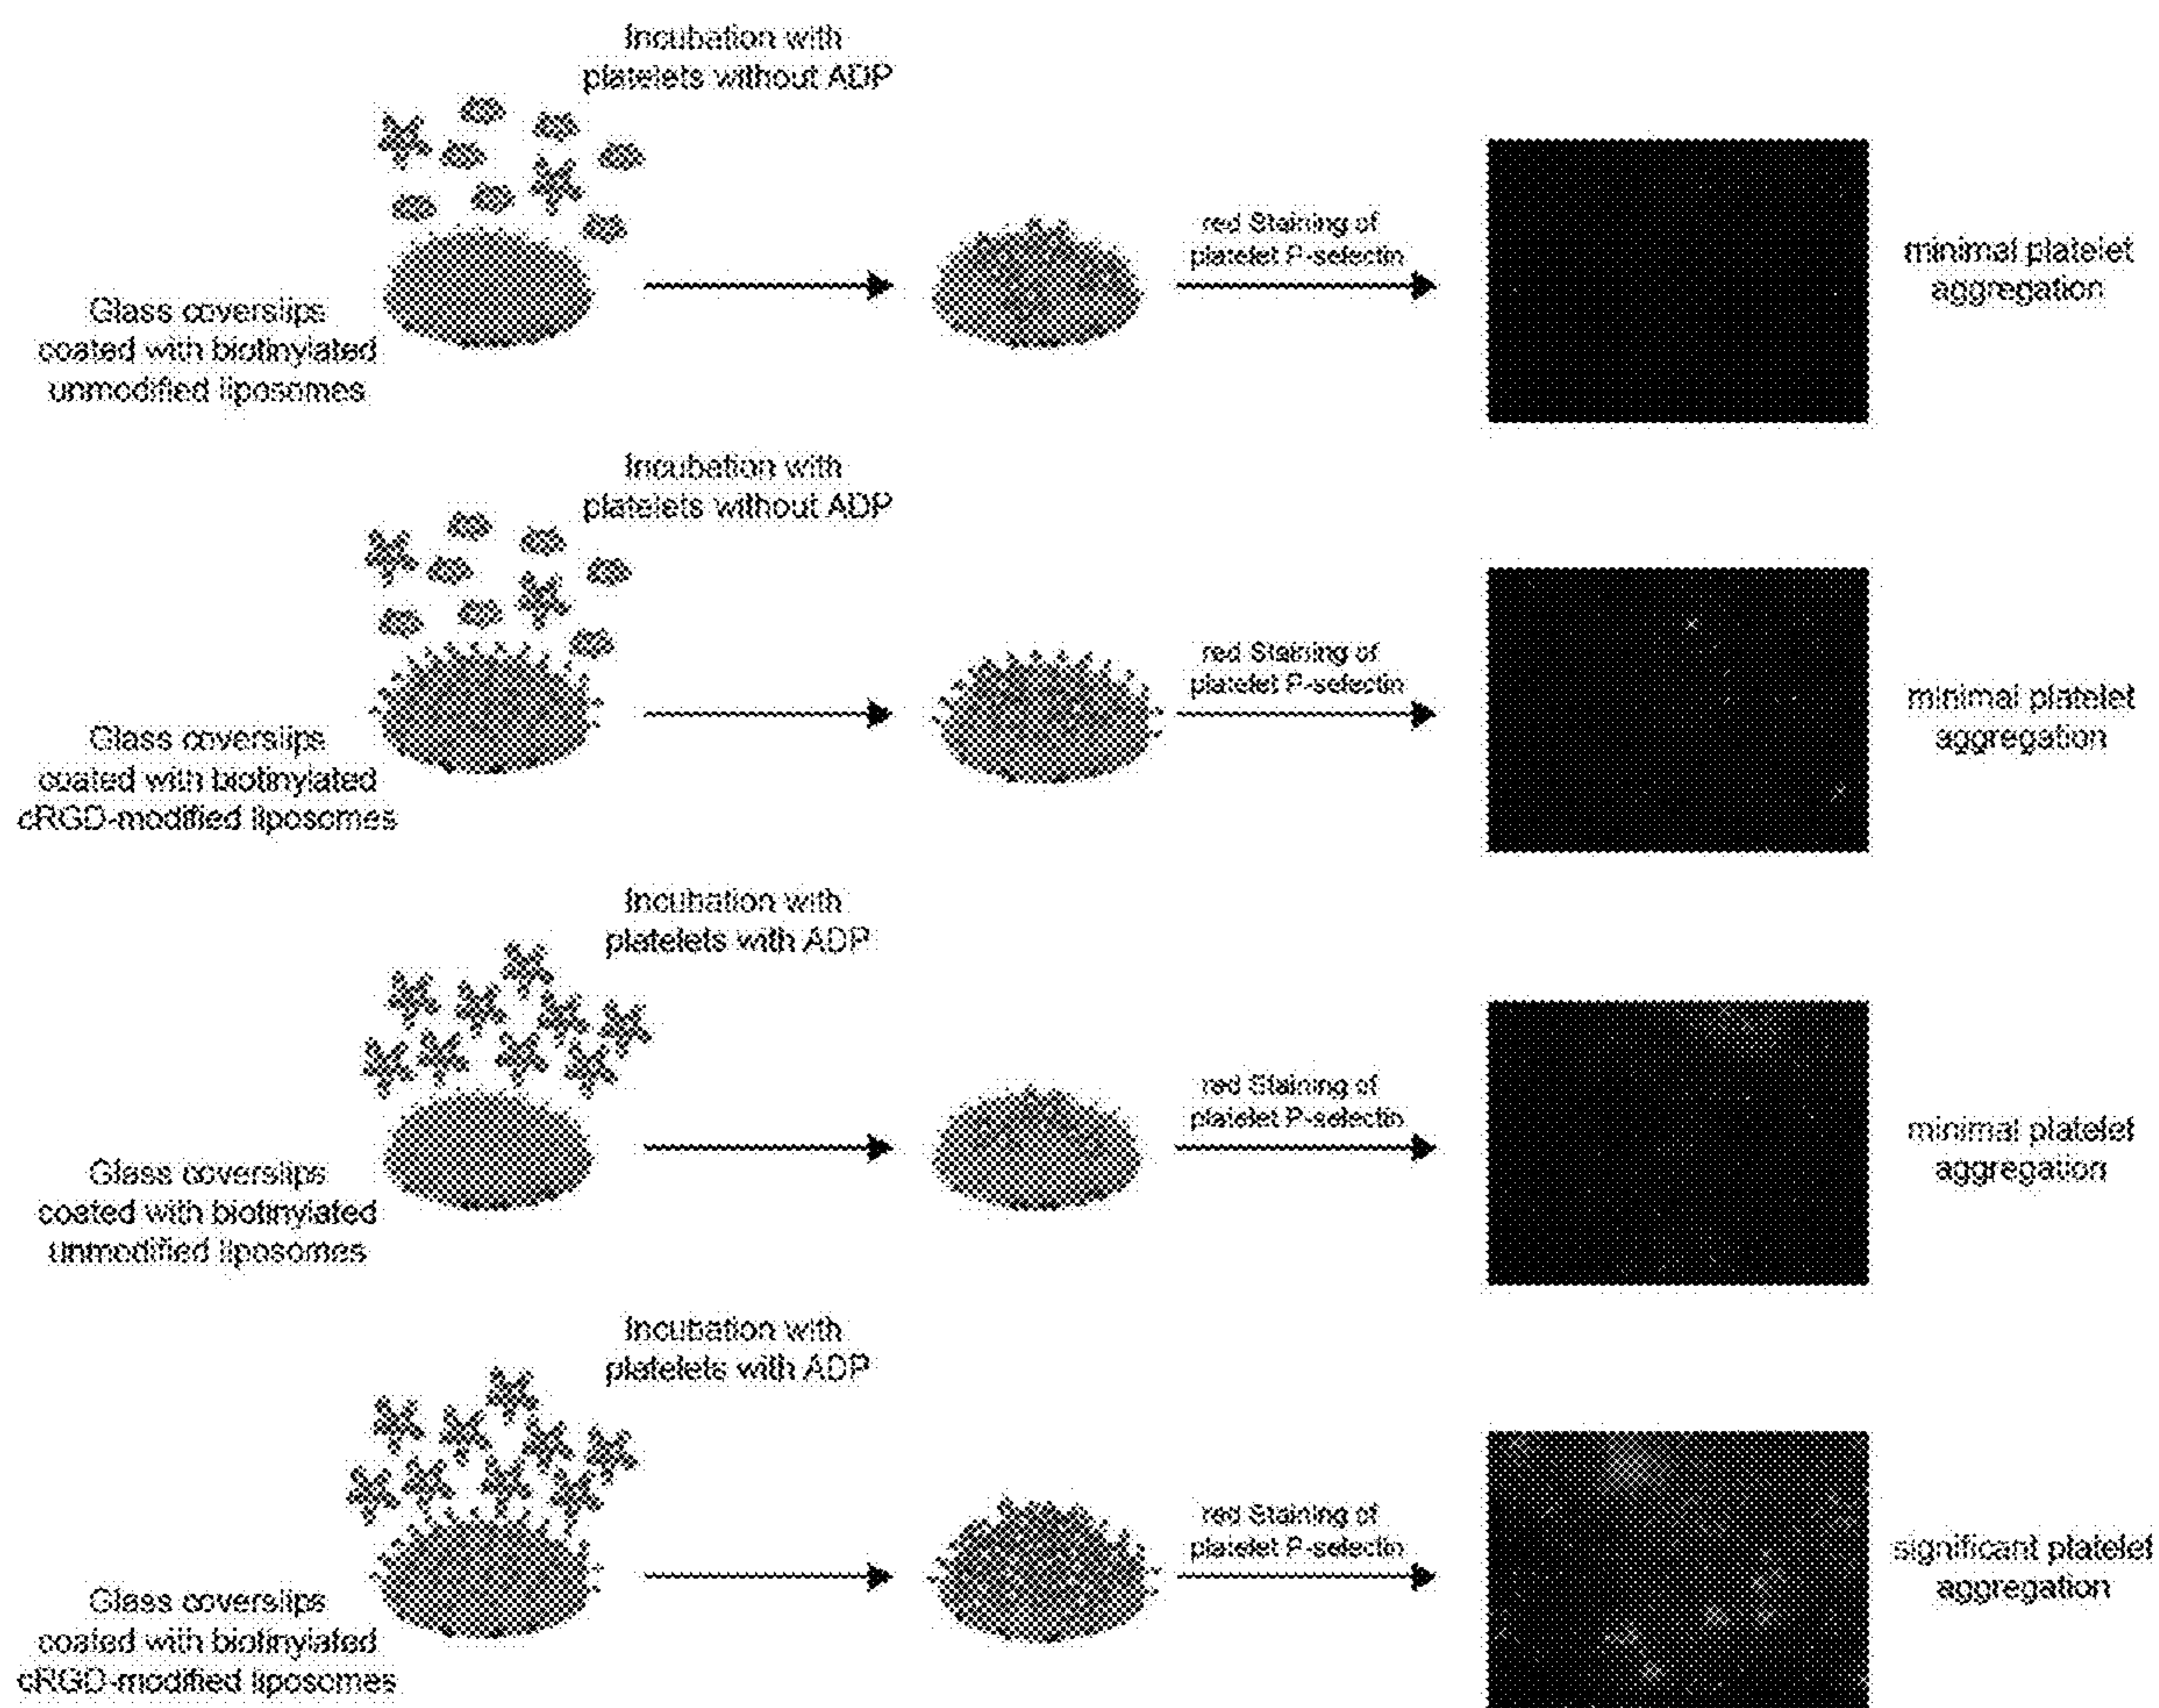 Incubation with
platelets without ADP
Glass coverslips
coated with biotinylated
unmodified liposomes
red Staining of
platelet P-selectin
minimal platelet
aggregation
Incubation with
platelets without ADP
Glass coverslips
coated with biotinylated
cRGD-modified liposomes
red Staining of
platelet P-selectin
minimal platelet
aggregation
Incubation with
platelets with ADP
Glass coverslips
coated with biotinylated
unmodified liposomes
red Staining of
platelet P-selectin
minimal platelet
aggregation
Incubation with
platelets with ADP
Glass coverslips
coated with biotinylated
cRGD-modified liposomes
red Staining of
platelet P-selectin
significant platelet
aggregation